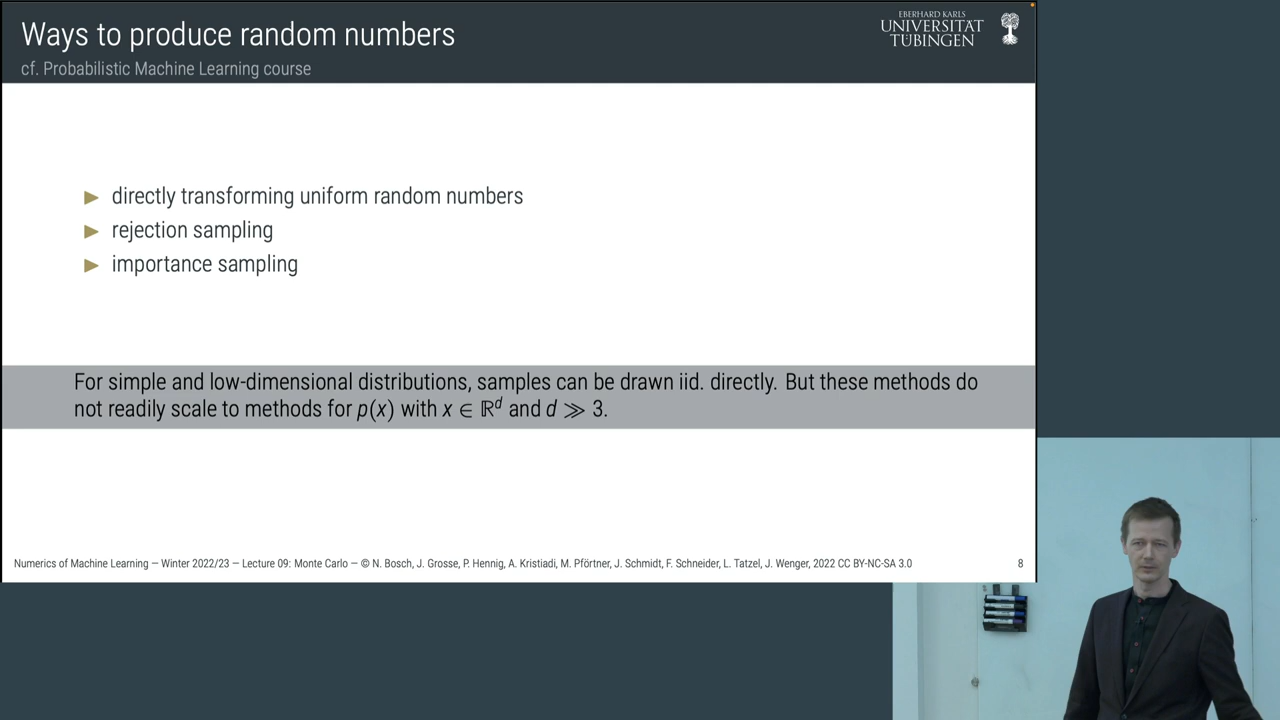 Ways to produce random numbers
cf. Probabilistic Machine Learning course
EBERHARD KARLS
UNIVERSITÄT
TÜBINGEN
► directly transforming uniform random numbers
► rejection sampling
► importance sampling
For simple and low-dimensional distributions, samples can be drawn iid. directly. But these methods do
not readily scale to methods for p(x) with x ∈ ℝᵈ and d ≫ 3.
Numerics of Machine Learning — Winter 2022/23 — Lecture 09: Monte Carlo — © N. Bosch, J. Grosse, P. Hennig, A. Kristiadi, M. Pförtner, J. Schmidt, F. Schneider, L. Tatzel, J. Wenger, 2022 CC BY-NC-SA 3.0
8